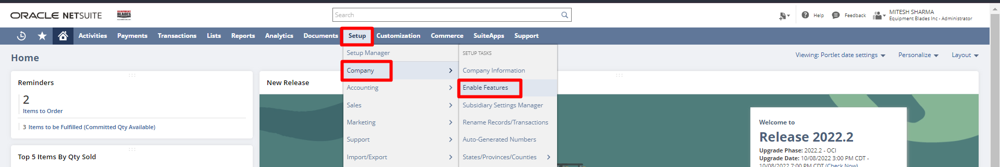 ORACLE NETSUITE
EQUIPMENT
BLADES
Search
Help
Feedback
MITESH SHARMA
Equipment Blades Inc - Administrator
Activities Payments Transactions Lists Reports Analytics Documents Setup Customization Commerce SuiteApps Support
Home
Viewing: Portlet date settings
Personalize
Layout
Reminders
2
Items to Order
3 Items to be Fulfilled (Committed Qty Available)
Top 5 Items By Qty Sold
New Release
Setup Manager
Company
Accounting
Sales
Marketing
Support
Import/Export
SETUP TASKS
Company Information
Enable Features
Subsidiary Settings Manager
Rename Records/Transactions
Auto-Generated Numbers
States/Provinces/Counties
Welcome to
Release 2022.2
Upgrade Phase: 2022.2 - OCI
Upgrade Date: 10/08/2022 3:00 PM CDT -
10/08/2022 7:00 PM CDT (Check Now)